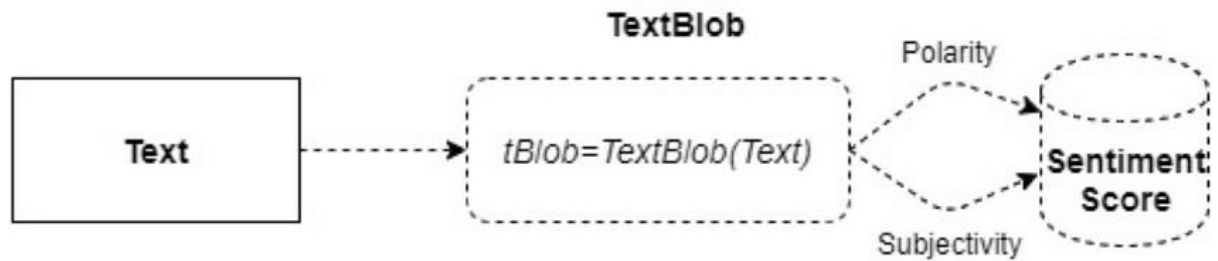 TextBlob
Polarity
Text
tBlob=TextBlob(Text)
Sentiment
Score
Subjectivity